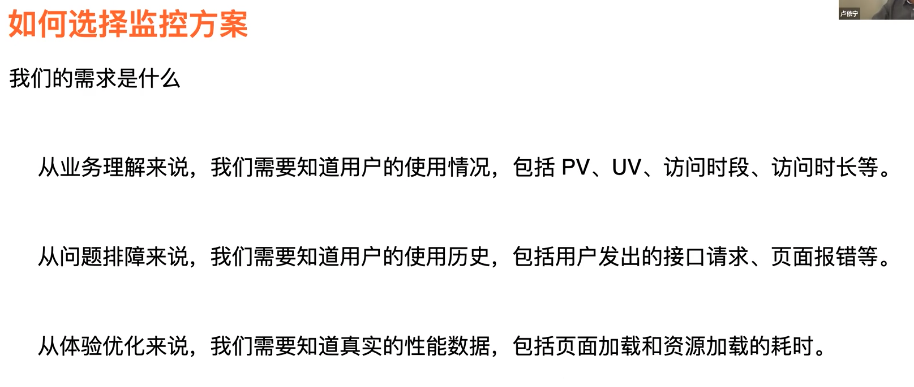 如何选择监控方案
我们的需求是什么
从业务理解来说，我们需要知道用户的使用情况，包括 PV、UV、访问时段、访问时长等。
从问题排障来说，我们需要知道用户的使用历史，包括用户发出的接口请求、页面报错等。
从体验优化来说，我们需要知道真实的性能数据，包括页面加载和资源加载的耗时。